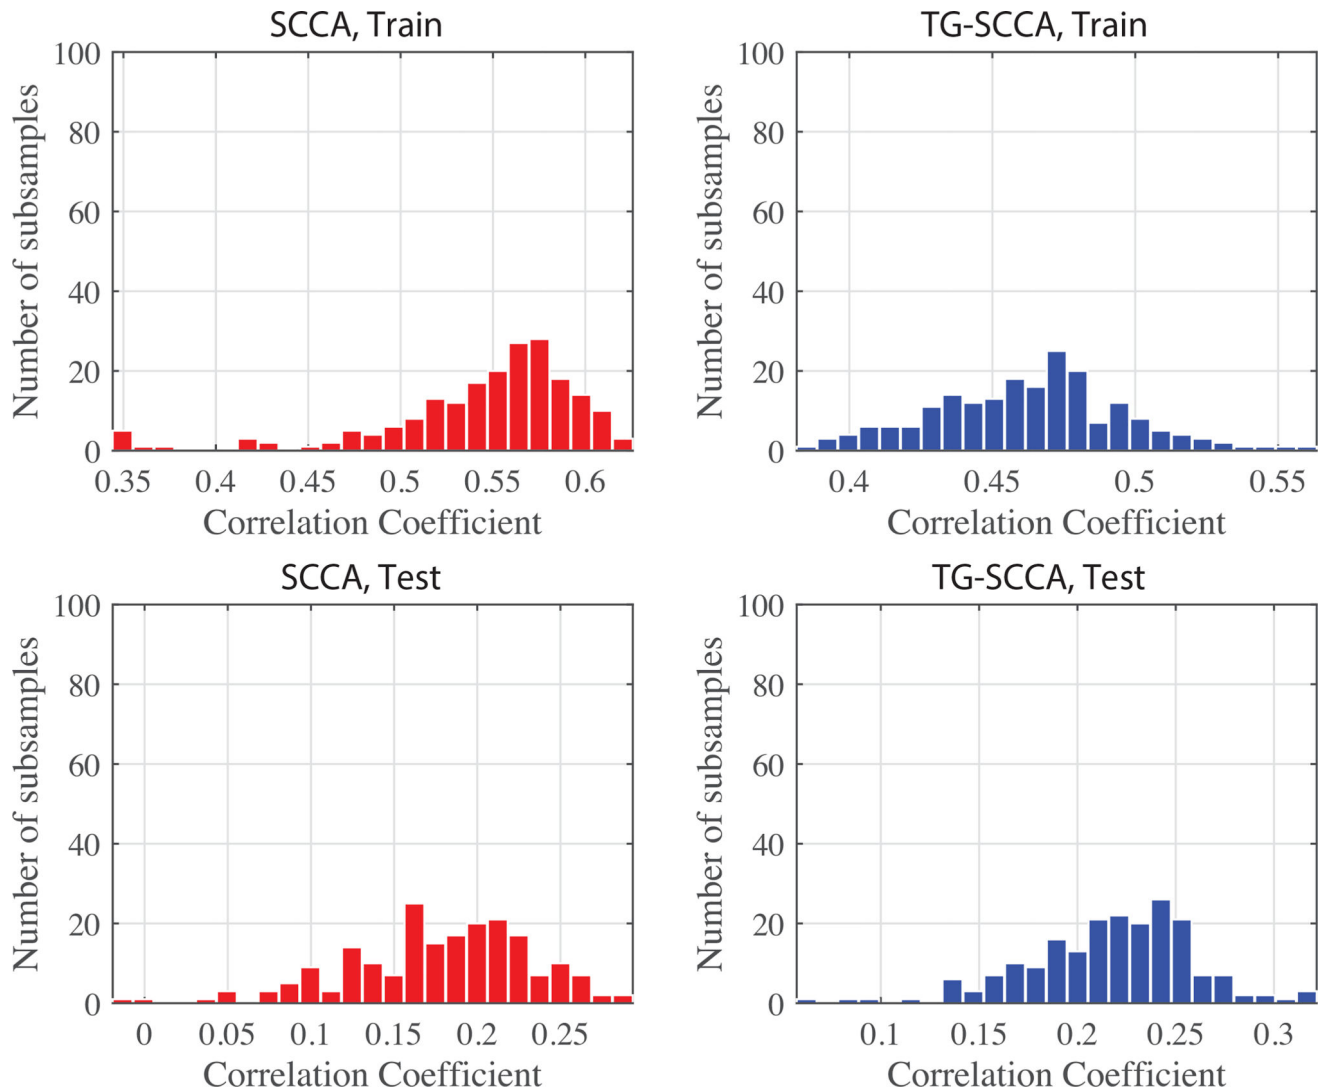 SCCA, Train
100
80
60
40
20
0
Number of subsamples
0.35 0.4 0.45 0.5 0.55 0.6
Correlation Coefficient
TG-SCCA, Train
100
80
60
40
20
0
Number of subsamples
0.4 0.45 0.5 0.55
Correlation Coefficient
SCCA, Test
100
80
60
40
20
0
Number of subsamples
0 0.05 0.1 0.15 0.2 0.25
Correlation Coefficient
TG-SCCA, Test
100
80
60
40
20
0
Number of subsamples
0.1 0.15 0.2 0.25 0.3
Correlation Coefficient